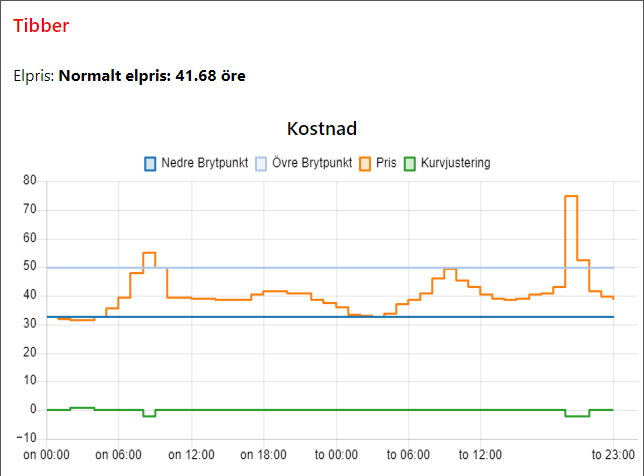 Tibber
Elpris: Normalt elpris: 41.68 öre
Kostnad
Nedre Brytpunkt Övre Brytpunkt Pris Kurvjustering
80
70
60
50
40
30
20
10
0
−10
on 00:00 on 06:00 on 12:00 on 18:00 to 00:00 to 06:00 to 12:00 to 23:00